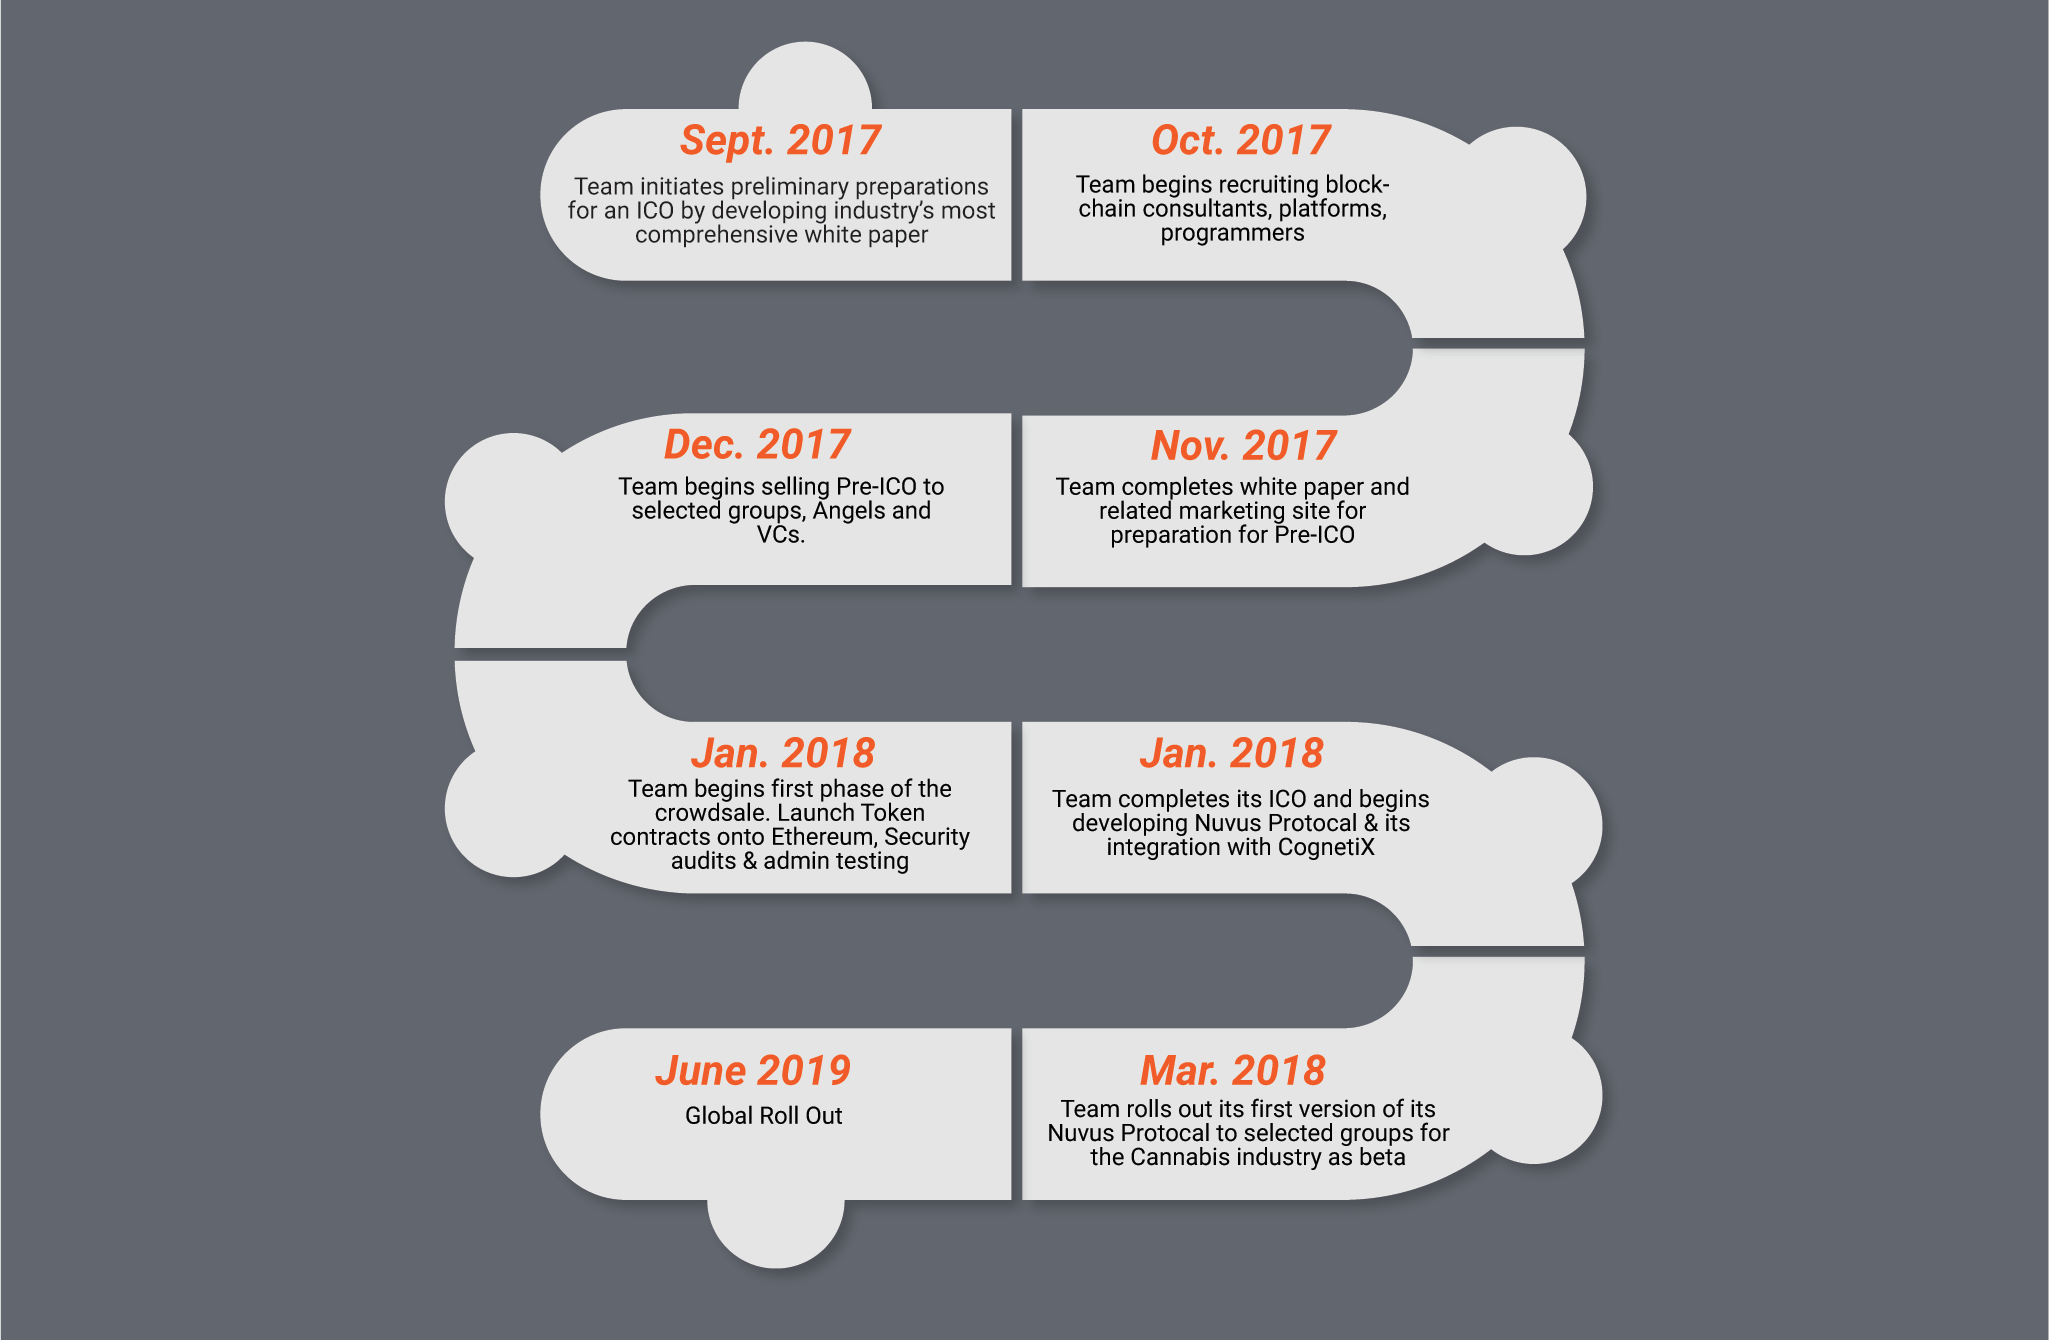 Sept. 2017
Team initiates preliminary preparations
for an ICO by developing industry's most
comprehensive white paper
Oct. 2017
Team begins recruiting block-
chain consultants, platforms,
programmers
Nov. 2017
Team completes white paper and
related marketing site for
preparation for Pre-ICO
Dec. 2017
Team begins selling Pre-ICO to
selected groups, Angels and
VCs.
Jan. 2018
Team begins first phase of the
crowdsale. Launch Token
contracts onto Ethereum, Security
audits & admin testing
Jan. 2018
Team completes its ICO and begins
developing Nuvus Protocal & its
integration with CognetiX
Mar. 2018
Team rolls out its first version of its
Nuvus Protocal to selected groups for
the Cannabis industry as beta
June 2019
Global Roll Out